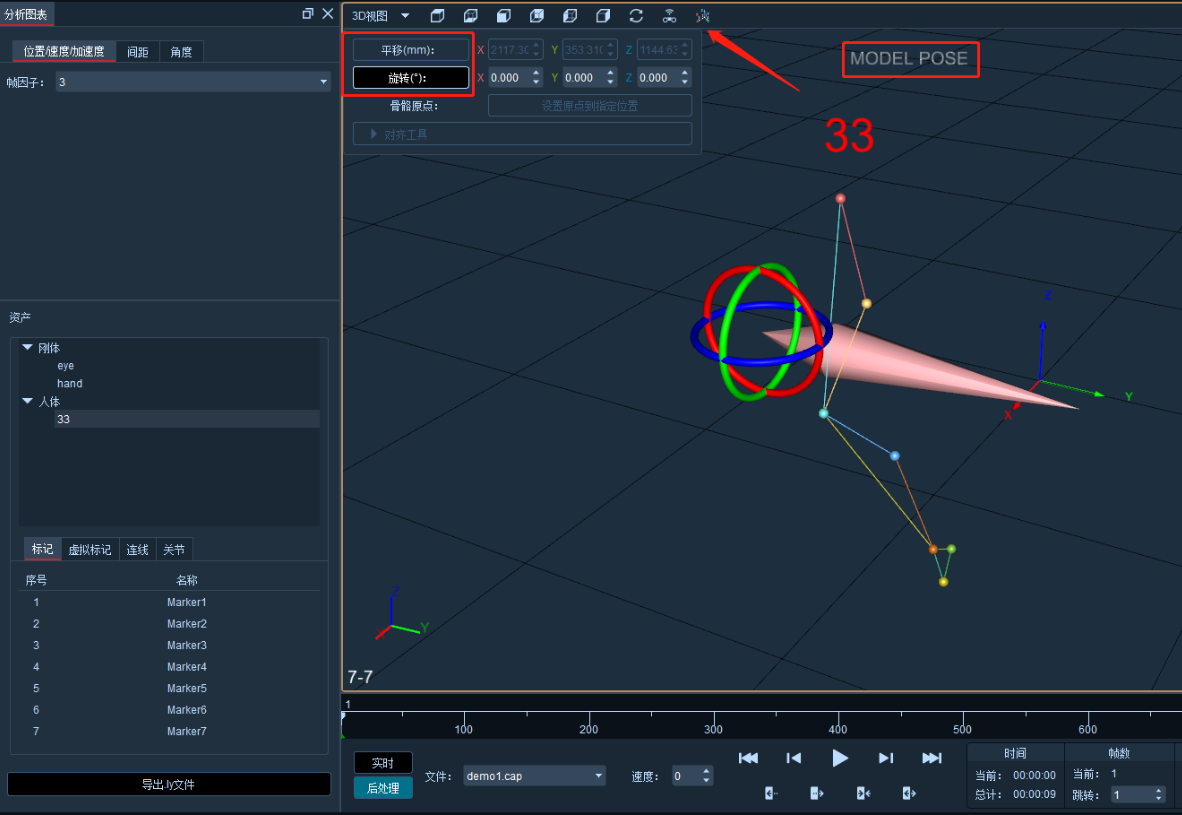 分析图表
位置/速度/加速度 间距 角度
帧因子: 3
资产
刚体
eye
hand
人体
33
标记 虚拟标记 连线 关节
序号 名称
1 Marker1
2 Marker2
3 Marker3
4 Marker4
5 Marker5
6 Marker6
7 Marker7
导出.ly文件
3D视图
平移(mm): X 2117.30 Y 353.310 Z 1144.63
旋转(°): X 0.000 Y 0.000 Z 0.000
骨骼原点: 设置原点到指定位置
对齐工具
MODEL POSE
33
Z
Y
X
Z
Y
7-7
1
100 200 300 400 500 600
实时
后处理
文件: demo1.cap
速度: 0
时间
当前: 00:00:00
总计: 00:00:09
帧数
当前: 1
跳转: 1